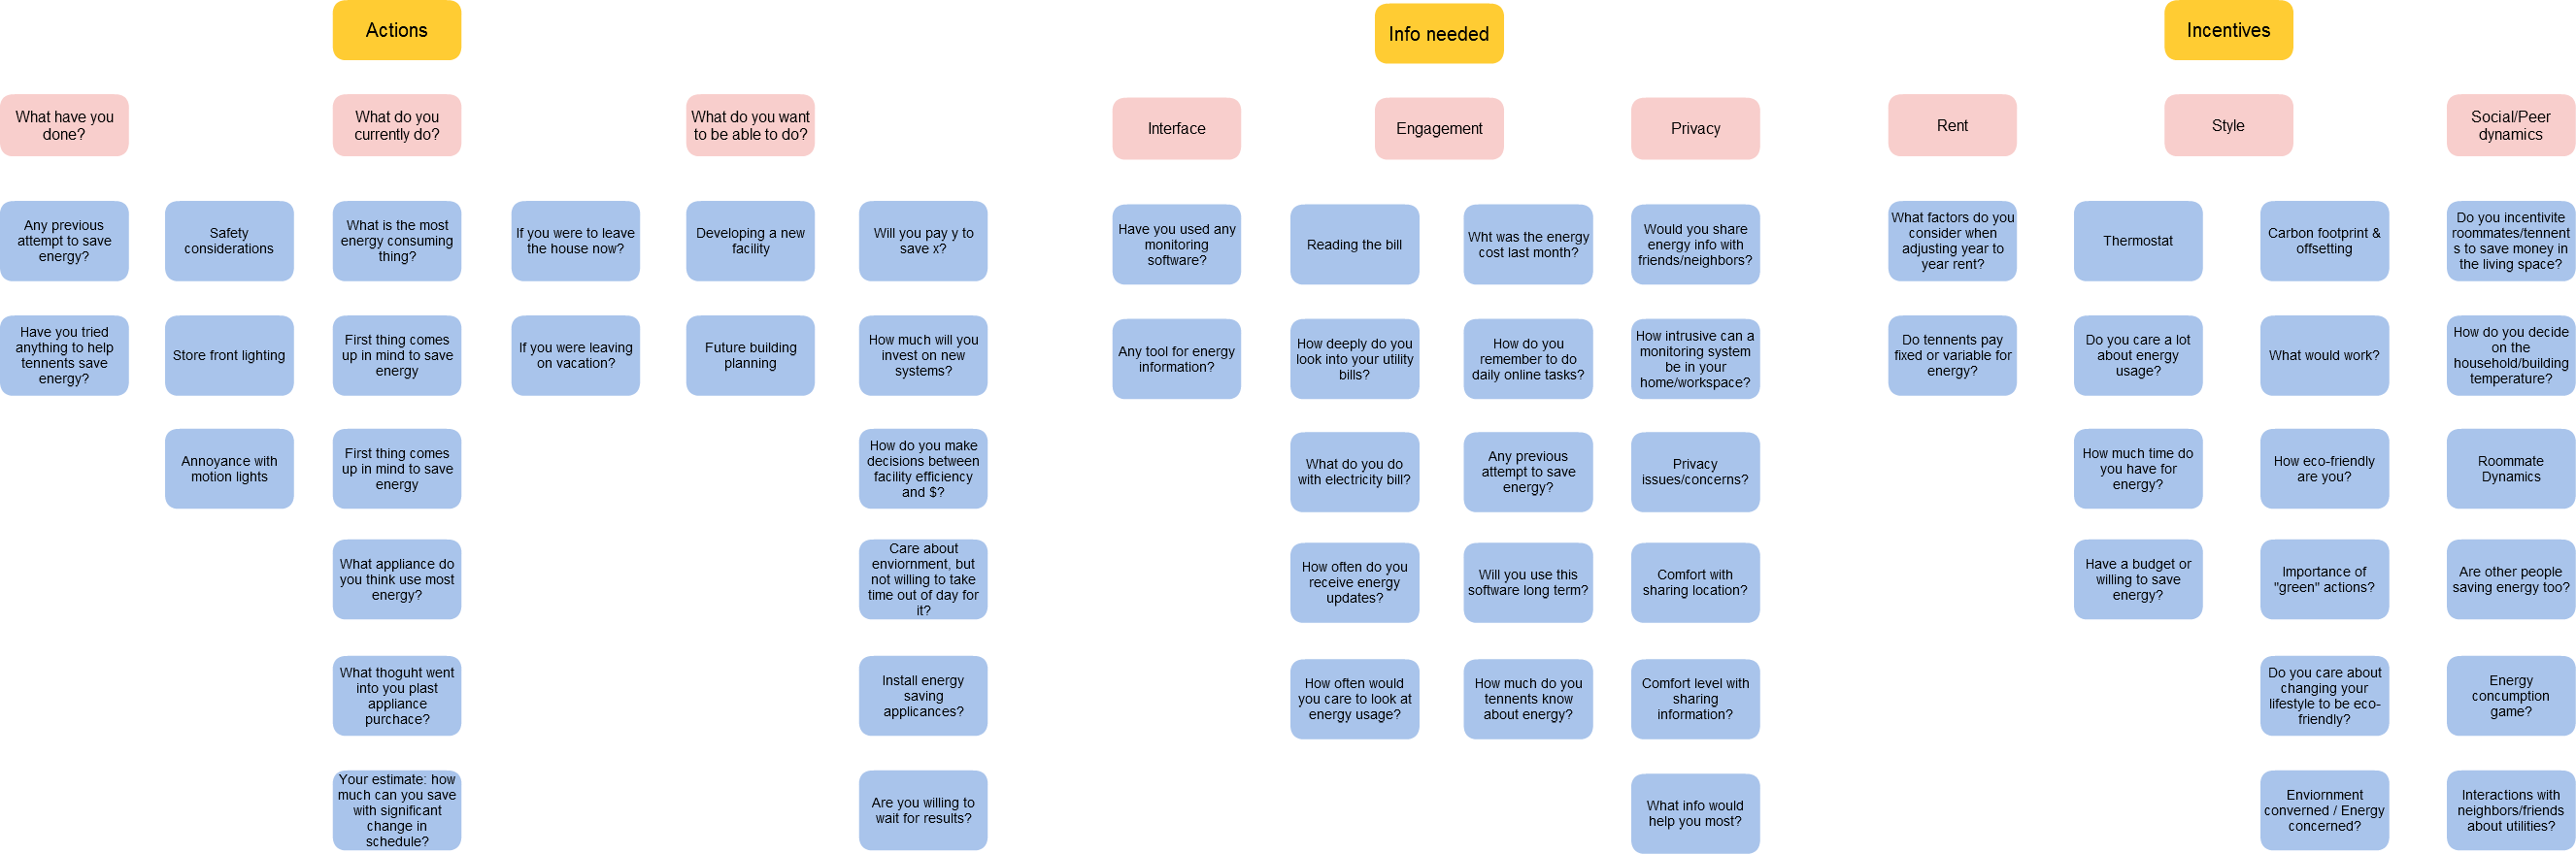 Actions
Info needed
Incentives
What have you
done?
What do you
currently do?
What do you want
to be able to do?
Interface
Engagement
Privacy
Rent
Style
Social/Peer
dynamics
Any previous
attempt to save
energy?
Safety
considerations
What is the most
energy consuming
thing?
If you were to leave
the house now?
Developing a new
facility
Will you pay y to
save x?
Have you used any
monitoring
software?
Reading the bill
Wht was the energy
cost last month?
Would you share
energy info with
friends/neighbors?
What factors do you
consider when
adjusting year to
year rent?
Thermostat
Carbon footprint &
offsetting
Do you incentivite
roommates/tennent
s to save money in
the living space?
Have you tried
anything to help
tennents save
energy?
Store front lighting
First thing comes
up in mind to save
energy
If you were leaving
on vacation?
Future building
planning
How much will you
invest on new
systems?
Any tool for energy
information?
How deeply do you
look into your utility
bills?
How do you
remember to do
daily online tasks?
How intrusive can a
monitoring system
be in your
home/workspace?
Do tennents pay
fixed or variable for
energy?
Do you care a lot
about energy
usage?
What would work?
How do you decide
on the
household/building
temperature?
Annoyance with
motion lights
First thing comes
up in mind to save
energy
How do you make
decisions between
facility efficiency
and $?
What do you do
with electricity bill?
Any previous
attempt to save
energy?
Privacy
issues/concerns?
How much time do
you have for
energy?
How eco-friendly
are you?
Roommate
Dynamics
What appliance do
you think use most
energy?
Care about
enviornment, but
not willing to take
time out of day for
it?
How often do you
receive energy
updates?
Will you use this
software long term?
Comfort with
sharing location?
Have a budget or
willing to save
energy?
Importance of
"green" actions?
Are other people
saving energy too?
What thoguht went
into you plast
appliance
purchace?
Install energy
saving
applicances?
How often would
you care to look at
energy usage?
How much do you
tennents know
about energy?
Comfort level with
sharing
information?
Do you care about
changing your
lifestyle to be eco-
friendly?
Energy
concumption
game?
Your estimate: how
much can you save
with significant
change in
schedule?
Are you willing to
wait for results?
What info would
help you most?
Enviornment
converned / Energy
concerned?
Interactions with
neighbors/friends
about utilities?